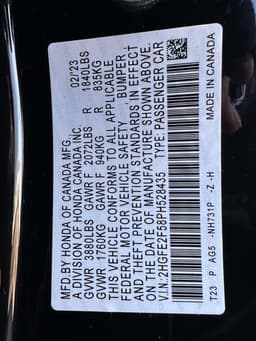 MFD. BY HONDA OF CANADA MFG. 02/23
A DIVISION OF HONDA CANADA INC.
GVWR 3880LBS GAWR F 2072LBS R 1840LBS
GVWR 1760KG GAWR F 940KG R 835KG
THIS VEHICLE CONFORMS TO ALL APPLICABLE
FEDERAL MOTOR VEHICLE SAFETY, BUMPER,
AND THEFT PREVENTION STANDARDS IN EFFECT
ON THE DATE OF MANUFACTURE SHOWN ABOVE.
V.I.N. 2HGFE2F58PH528435 TYPE: PASSENGER CAR
T23 P AG5 -NH731P -Z -H
MADE IN CANADA